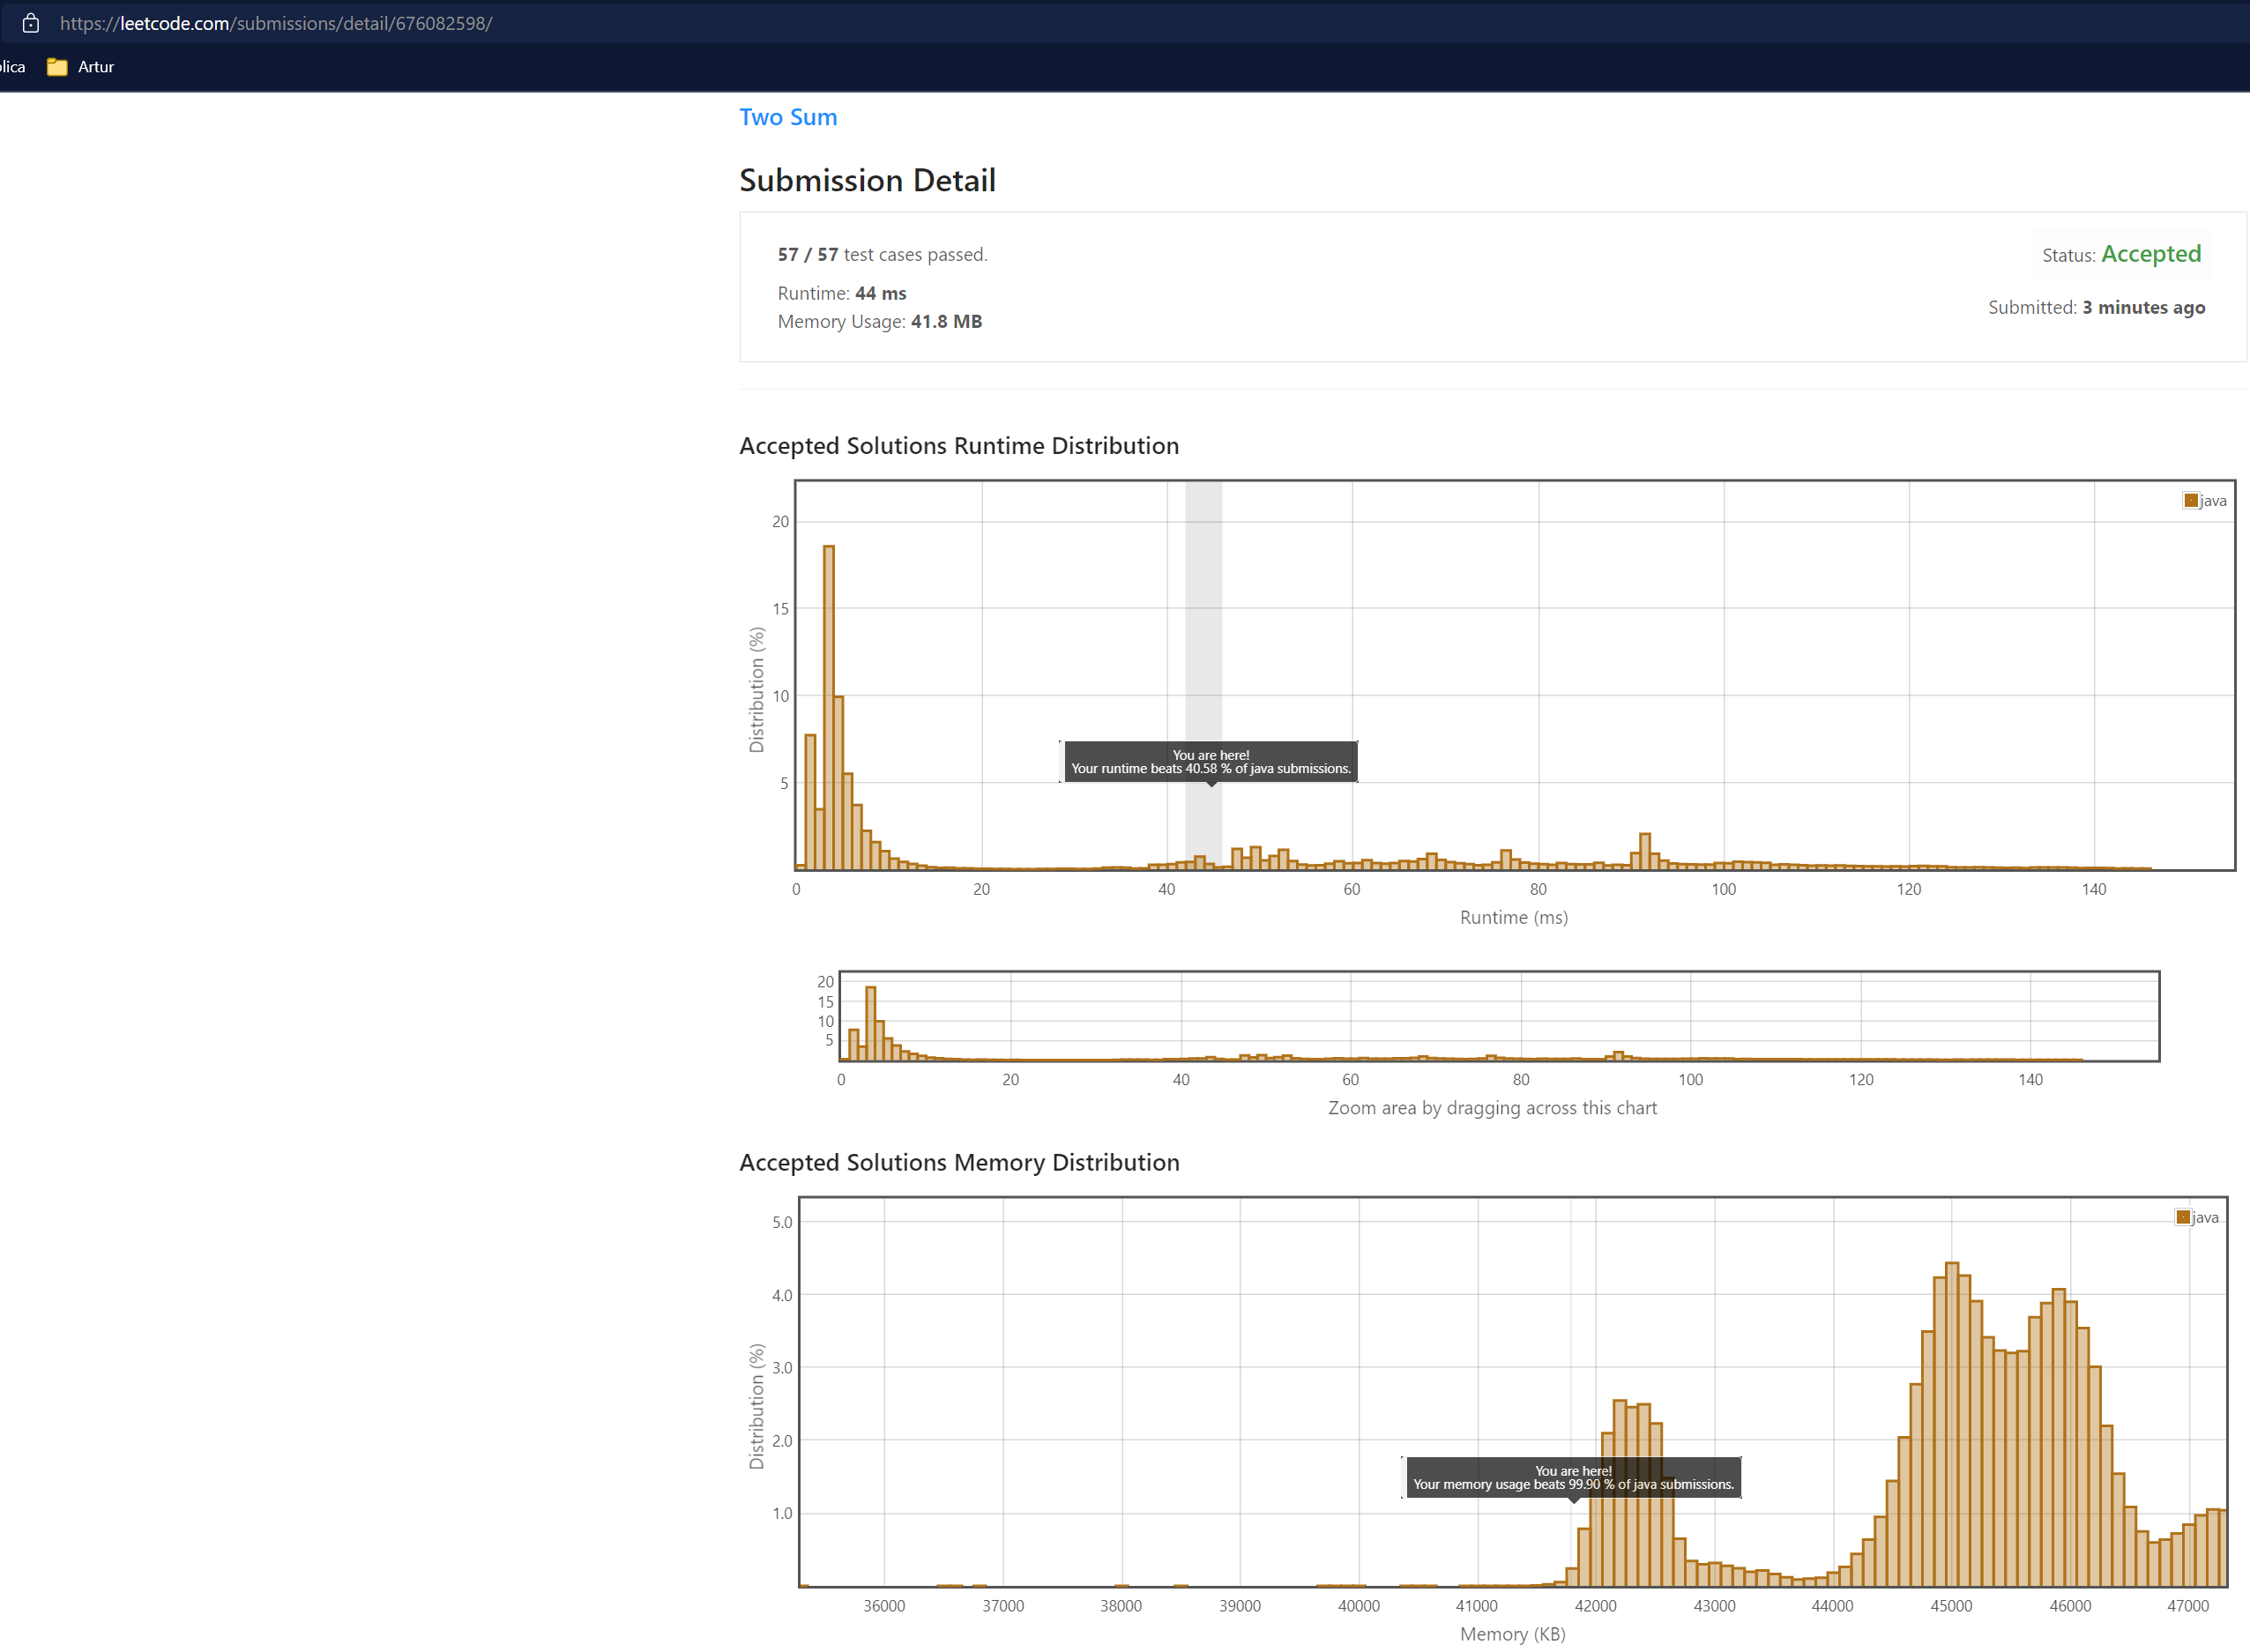 https://leetcode.com/submissions/detail/676082598/
lica
Artur
Two Sum
Submission Detail
57 / 57 test cases passed.
Status: Accepted
Runtime: 44 ms
Submitted: 3 minutes ago
Memory Usage: 41.8 MB
Accepted Solutions Runtime Distribution
java
20
15
10
5
Distribution (%)
You are here!
Your runtime beats 40.58 % of java submissions.
0 20 40 60 80 100 120 140
Runtime (ms)
20
15
10
5
0 20 40 60 80 100 120 140
Zoom area by dragging across this chart
Accepted Solutions Memory Distribution
java
5.0
4.0
3.0
2.0
1.0
Distribution (%)
You are here!
Your memory usage beats 99.90 % of java submissions.
36000 37000 38000 39000 40000 41000 42000 43000 44000 45000 46000 47000
Memory (KB)